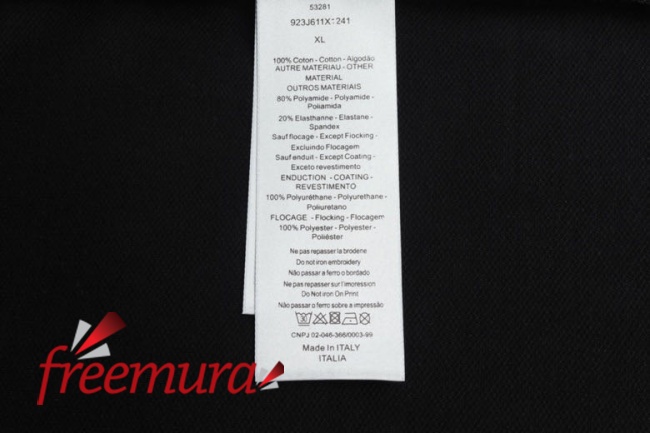 53281
923J611X1241
XL
100% Coton - Cotton - Algodão
AUTRE MATERIAU - OTHER
MATERIAL
OUTROS MATERIAIS
80% Polyamide - Polyamide -
Poliamida
20% Elasthanne - Elastane -
Spandex
Sauf flocage - Except Flocking -
Excluindo Flocagem
Sauf enduit - Except Coating -
Exceto revestimento
ENDUCTION - COATING -
REVESTIMENTO
100% Polyuréthane - Polyurethane -
Poliuretano
FLOCAGE - Flocking - Flocagem
100% Polyester - Polyester -
Poliéster
Ne pas repasser la broderie
Do not iron embroidery
Não passar a ferro o bordado
Ne pas repasser sur l'imoression
Do Not Iron On Print
Não passar o ferro sobre a impressão
CNPJ 02-046-366/0003-99
Made In ITALY
ITALIA
freemura